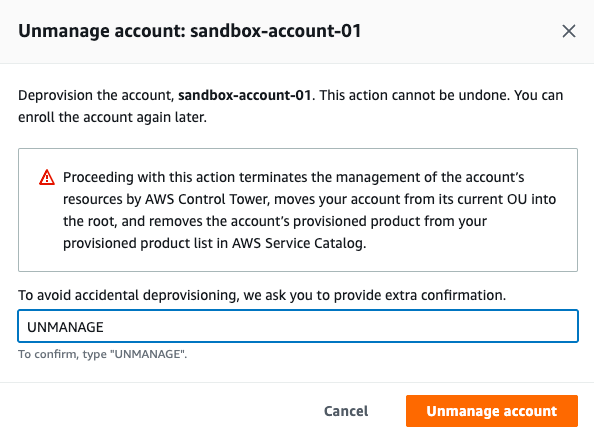 Unmanage account: sandbox-account-01
Deprovision the account, sandbox-account-01. This action cannot be undone. You can
enroll the account again later.
Proceeding with this action terminates the management of the account’s
resources by AWS Control Tower, moves your account from its current OU into
the root, and removes the account’s provisioned product from your
provisioned product list in AWS Service Catalog.
To avoid accidental deprovisioning, we ask you to provide extra confirmation.
UNMANAGE
To confirm, type "UNMANAGE".
Cancel
Unmanage account